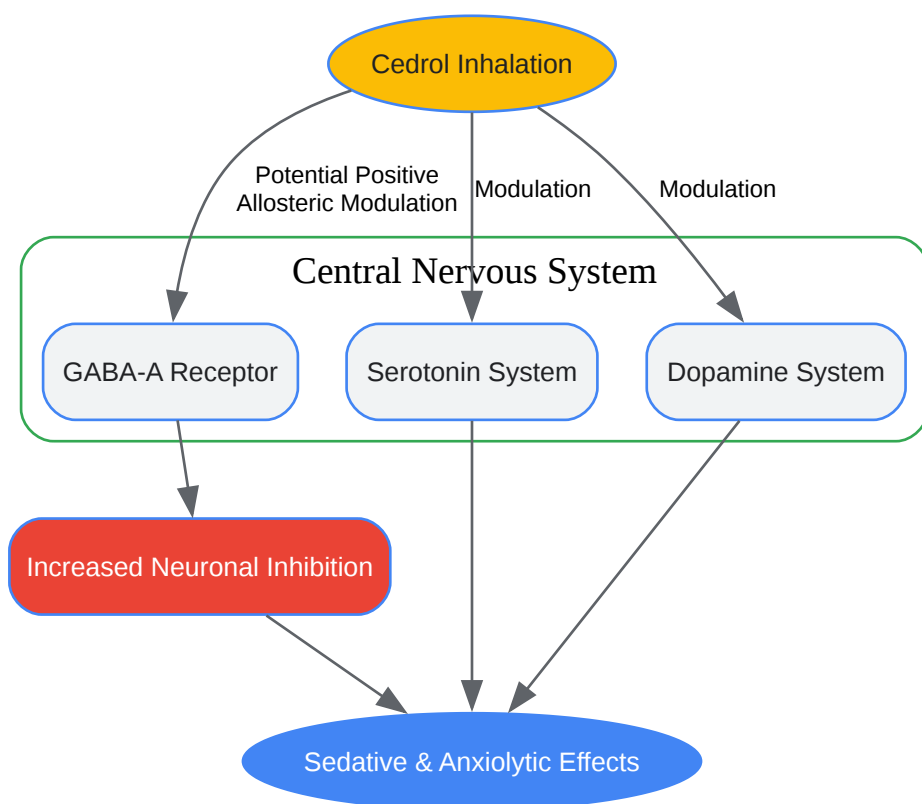 Cedrol Inhalation
Potential Positive
Allosteric Modulation
Modulation
Modulation
Central Nervous System
GABA-A Receptor
Serotonin System
Dopamine System
Increased Neuronal Inhibition
Sedative & Anxiolytic Effects